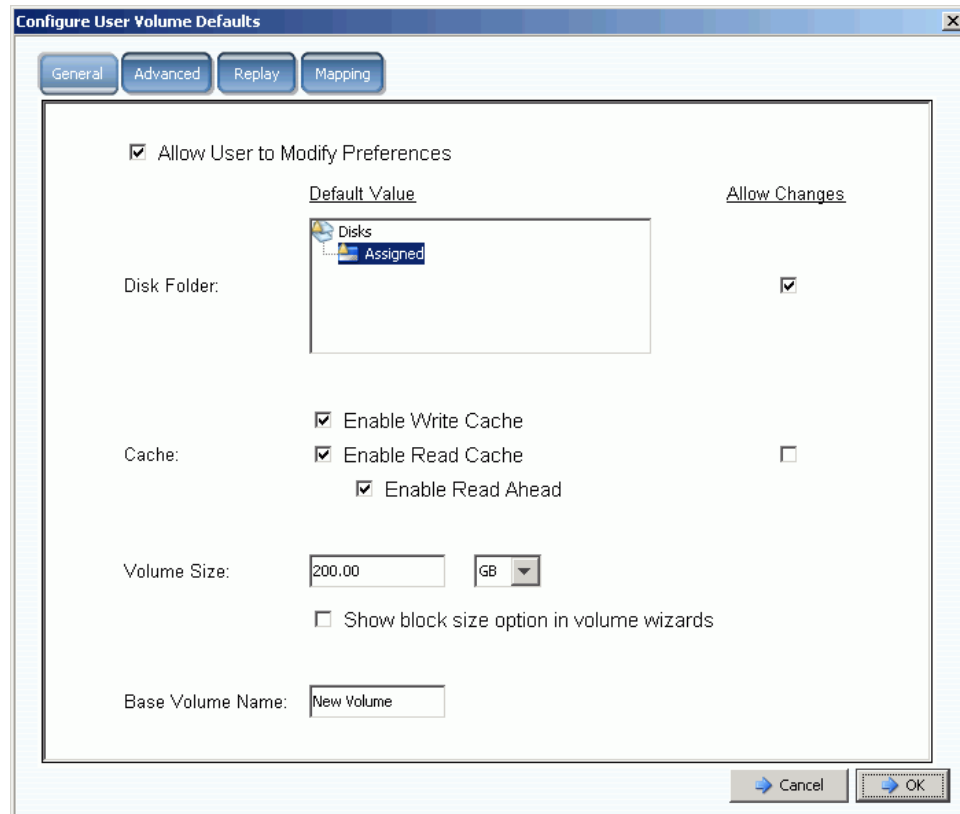 Configure User Volume Defaults
General Advanced Replay Mapping
Allow User to Modify Preferences
Default Value Allow Changes
Disks
Assigned
Disk Folder:
Enable Write Cache
Cache: Enable Read Cache
Enable Read Ahead
Volume Size: 200.00 GB
Show block size option in volume wizards
Base Volume Name: New Volume
Cancel OK